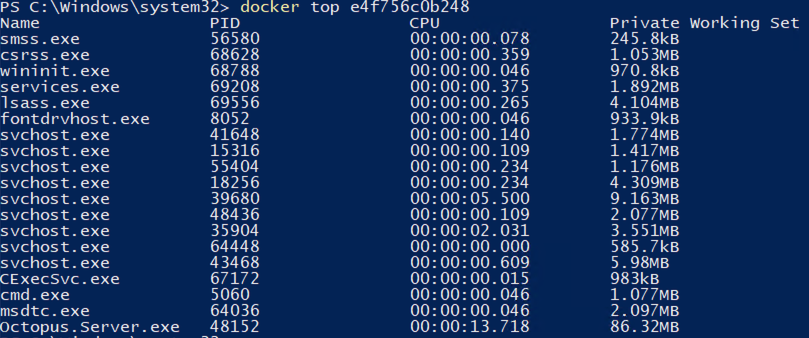 PS C:\Windows\system32> docker top e4f756c0b248
Name PID CPU Private Working Set
smss.exe 56580 00:00:00.078 245.8kB
csrss.exe 68628 00:00:00.359 1.053MB
wininit.exe 68788 00:00:00.046 970.8kB
services.exe 69208 00:00:00.375 1.892MB
lsass.exe 69556 00:00:00.265 4.104MB
fontdrvhost.exe 8052 00:00:00.046 933.9kB
svchost.exe 41648 00:00:00.140 1.774MB
svchost.exe 15316 00:00:00.109 1.417MB
svchost.exe 55404 00:00:00.234 1.176MB
svchost.exe 18256 00:00:00.234 4.309MB
svchost.exe 39680 00:00:05.500 9.163MB
svchost.exe 48436 00:00:00.109 2.077MB
svchost.exe 35904 00:00:02.031 3.551MB
svchost.exe 64448 00:00:00.000 585.7kB
svchost.exe 43468 00:00:00.609 5.98MB
CExecSvc.exe 67172 00:00:00.015 983kB
cmd.exe 5060 00:00:00.046 1.077MB
msdtc.exe 64036 00:00:00.046 2.097MB
Octopus.Server.exe 48152 00:00:13.718 86.32MB